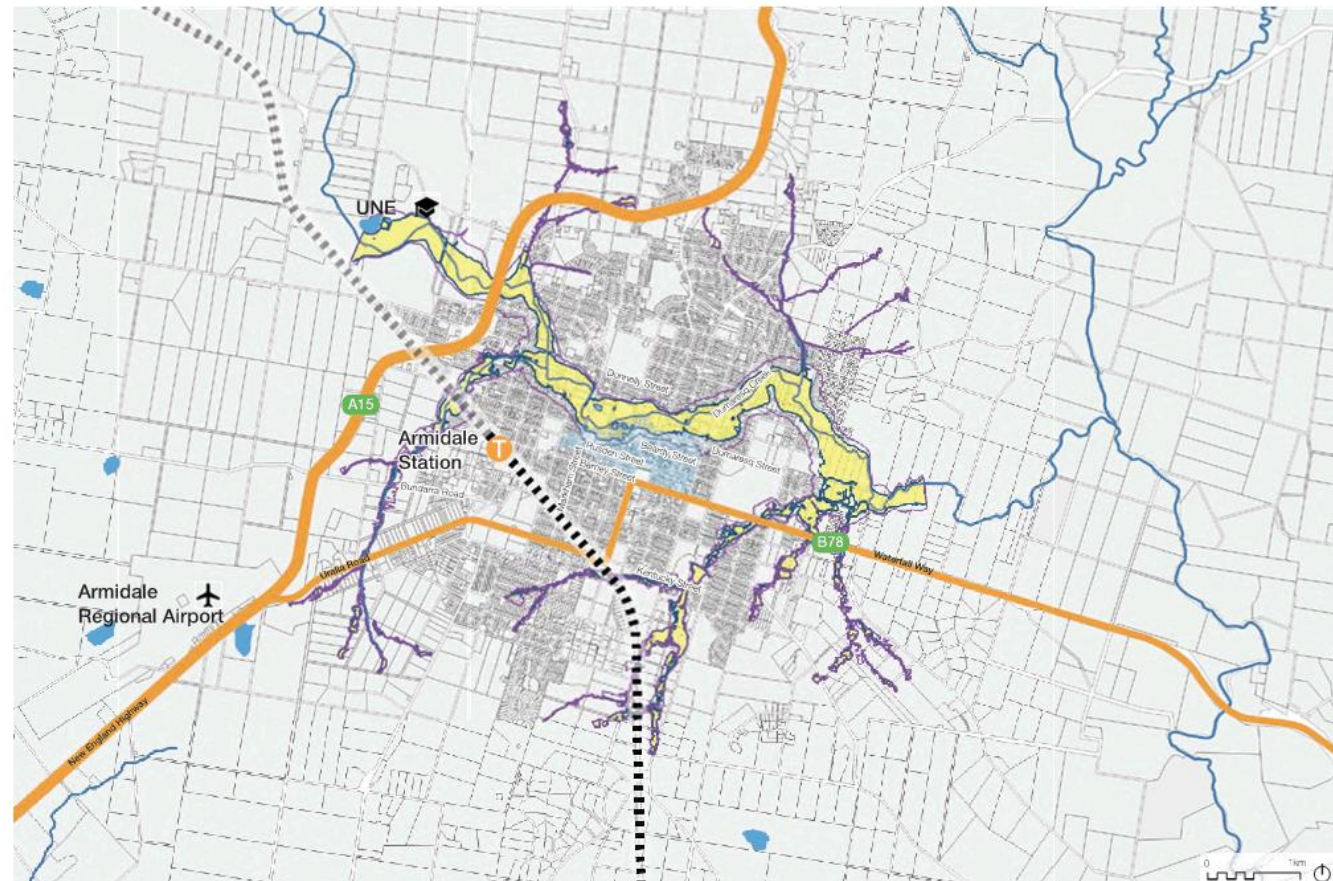 UNE
A15
Donnelly Street
Dumaresq Creek
Armidale
Station
T
Rusden Street
Beardy Street
Dumaresq Street
Barney Street
Bundarra Road
B78
Waterfall Way
Uralla Road
Kentucky Street
Armidale
Regional Airport
New England Highway
0
1km